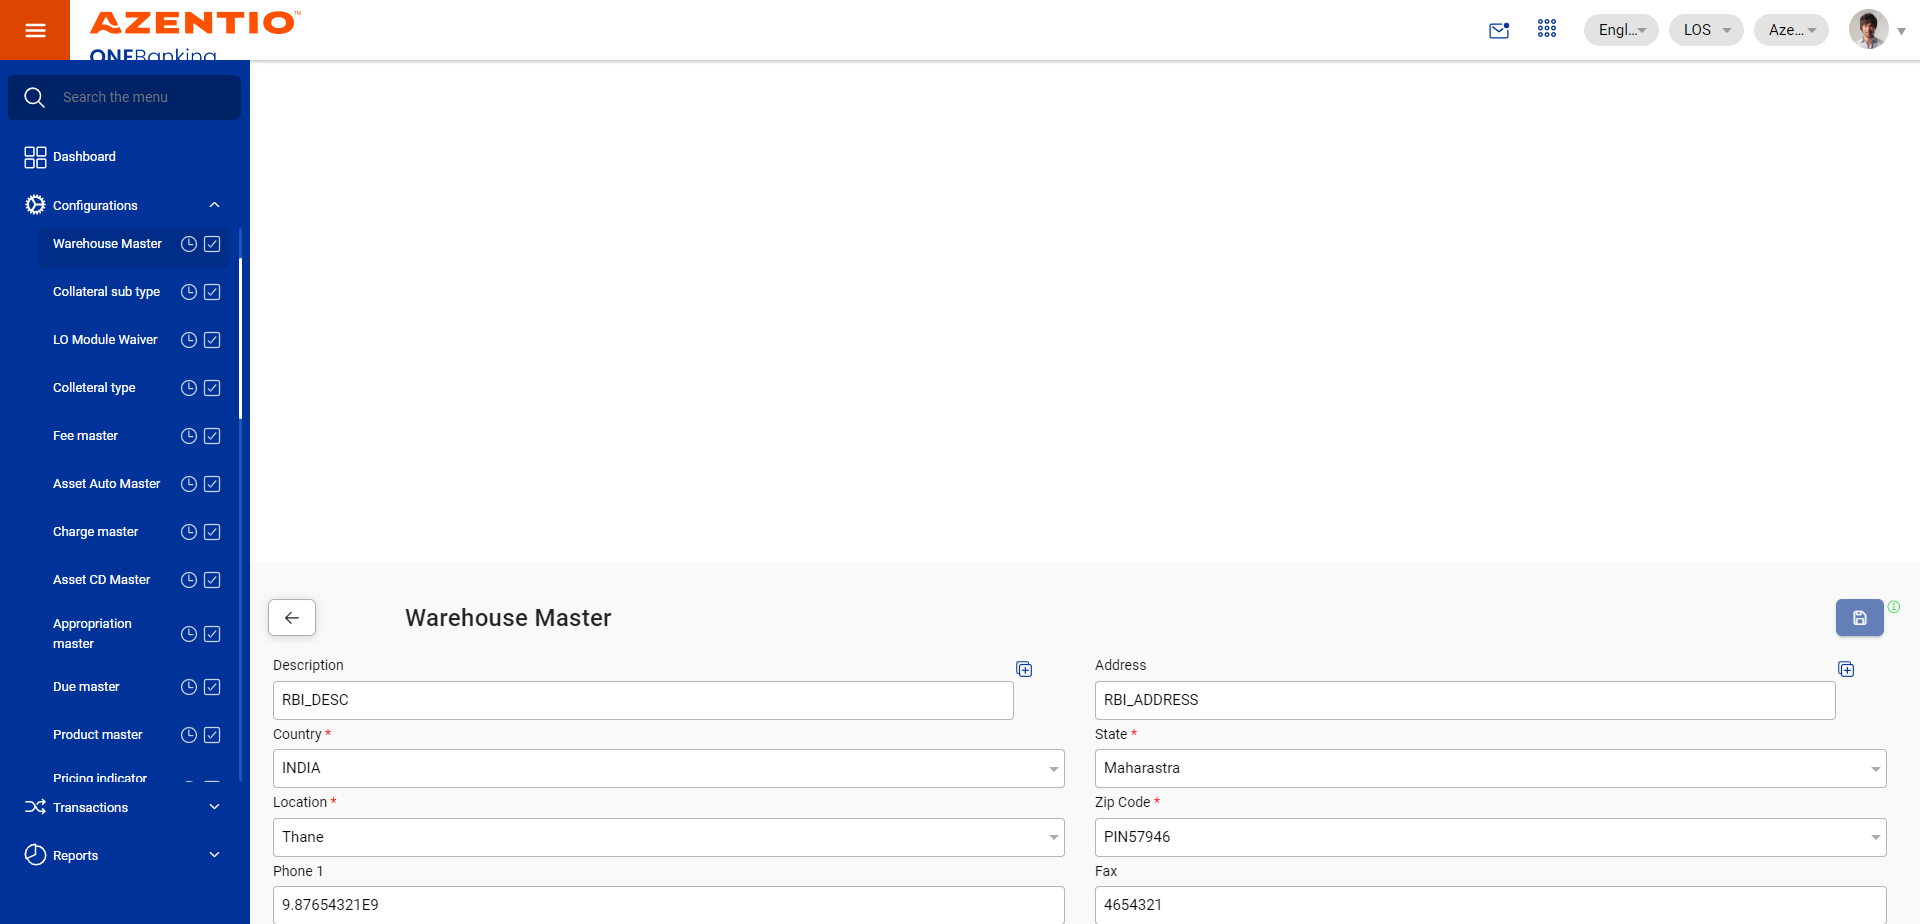 AZENTIO™
ONEBanking
Engl...
LOS
Aze...
Search the menu
Dashboard
Configurations
Warehouse Master
Collateral sub type
LO Module Waiver
Colleteral type
Fee master
Asset Auto Master
Charge master
Asset CD Master
Appropriation
master
Due master
Product master
Pricing indicator
Transactions
Reports
Warehouse Master
Description
RBI_DESC
Address
RBI_ADDRESS
Country *
INDIA
State *
Maharastra
Location *
Thane
Zip Code *
PIN57946
Phone 1
9.87654321E9
Fax
4654321